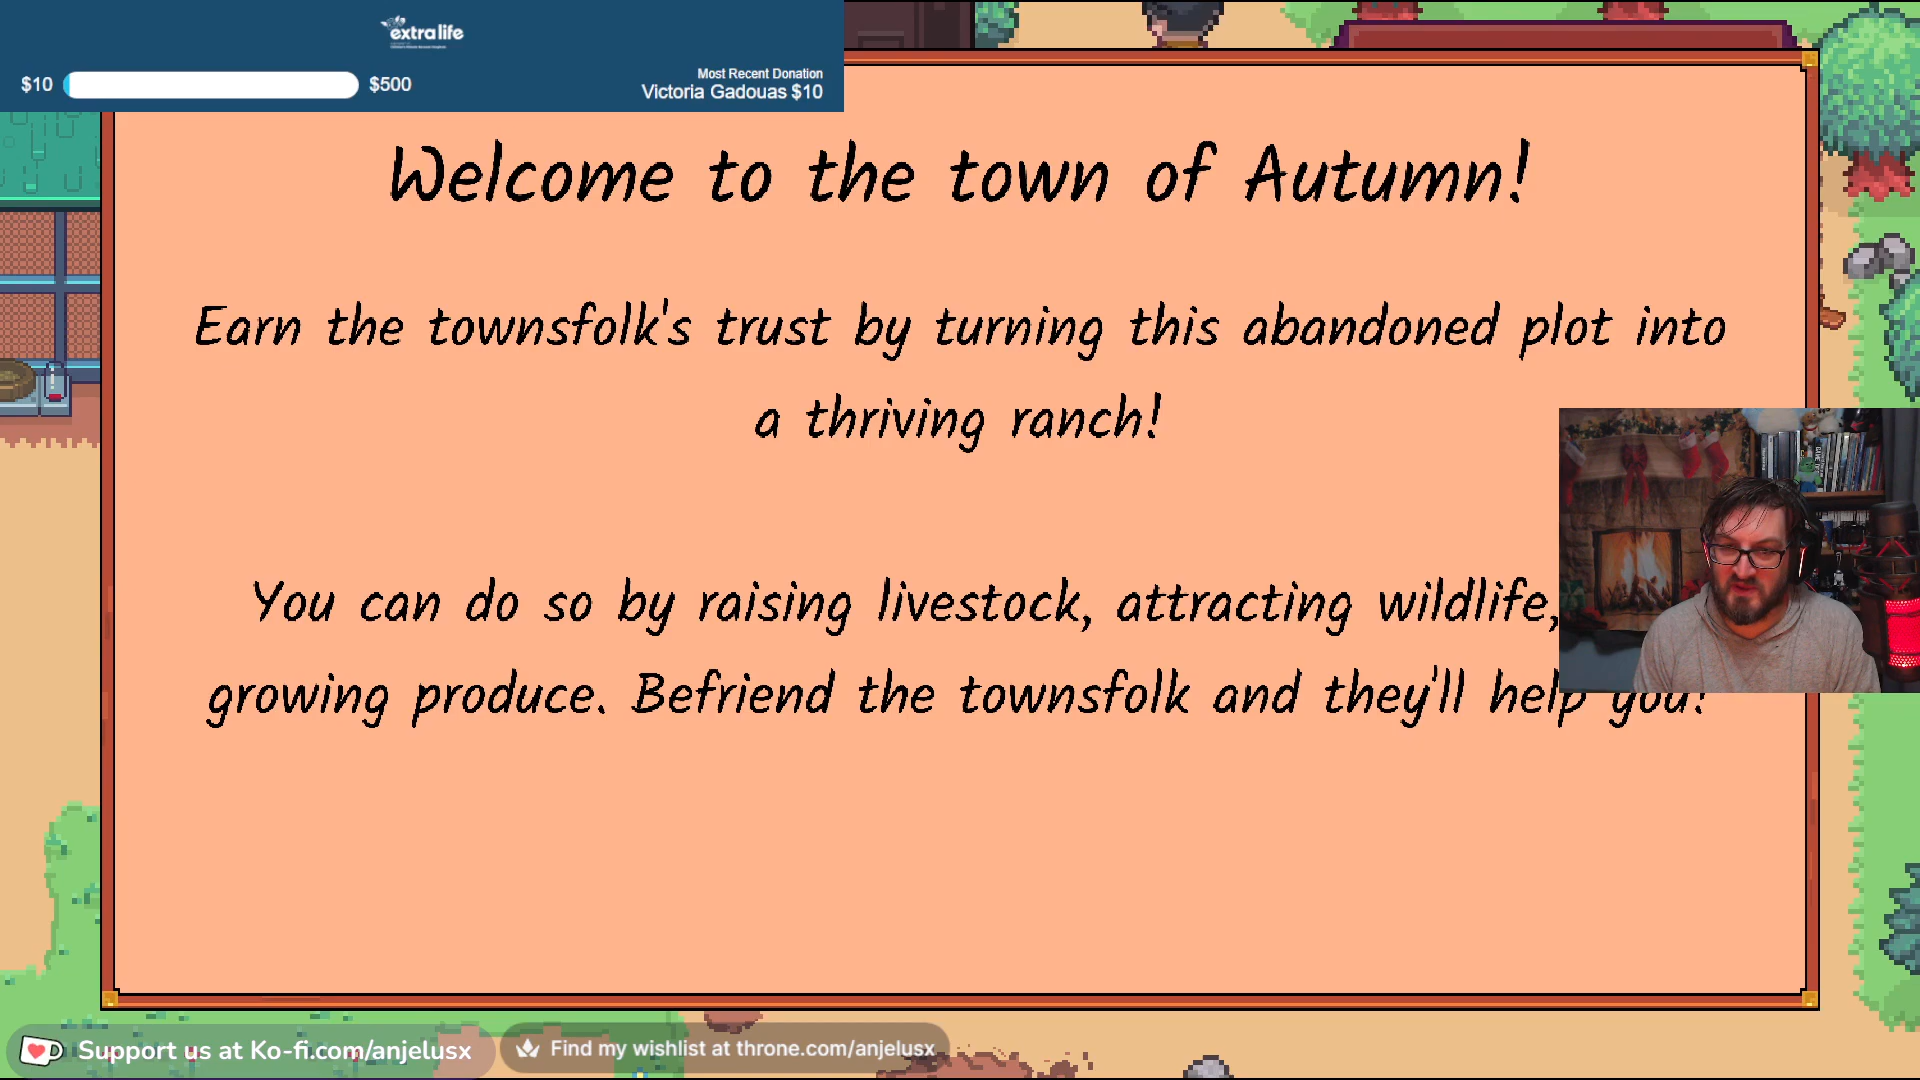 extralife
$10
$500
Most Recent Donation
Victoria Gadouas $10
Welcome to the town of Autumn!
Earn the townsfolk's trust by turning this abandoned plot into
a thriving ranch!
You can do so by raising livestock, attracting wildlife,
growing produce. Befriend the townsfolk and they'll help you!
Support us at Ko-fi.com/anjelusx
Find my wishlist at throne.com/anjelusx